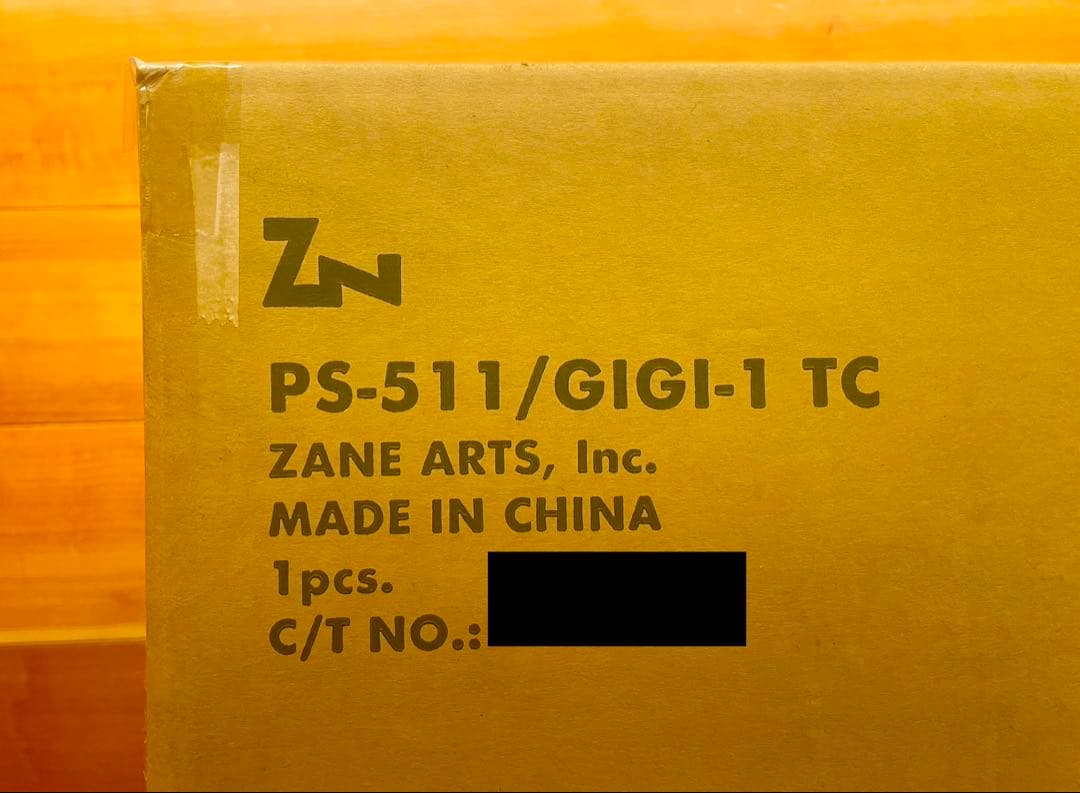 ZN
PS-511/GIGI-1 TC
ZANE ARTS, Inc.
MADE IN CHINA
1pcs.
C/T NO.: